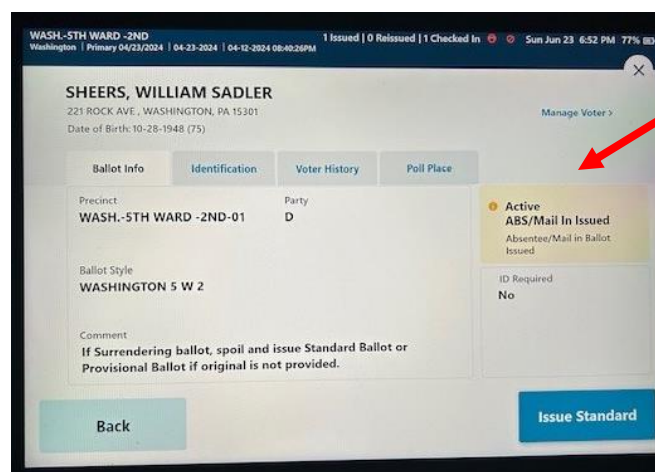 WASH.-5TH WARD -2ND 1 Issued | 0 Reissued | 1 Checked In Sun Jun 23 6:52 PM 77%
Washington | Primary 04/23/2024 | 04-23-2024 | 04-12-2024 08:40:26PM
SHEERS, WILLIAM SADLER
221 ROCK AVE , WASHINGTON, PA 15301
Manage Voter >
Date of Birth: 10-28-1948 (75)
Ballot Info Identification Voter History Poll Place
Precinct Party
WASH.-5TH WARD -2ND-01 D
Active
ABS/Mail In Issued
Absentee/Mail in Ballot
Issued
Ballot Style
WASHINGTON 5 W 2
ID Required
No
Comment
If Surrendering ballot, spoil and issue Standard Ballot or
Provisional Ballot if original is not provided.
Back Issue Standard